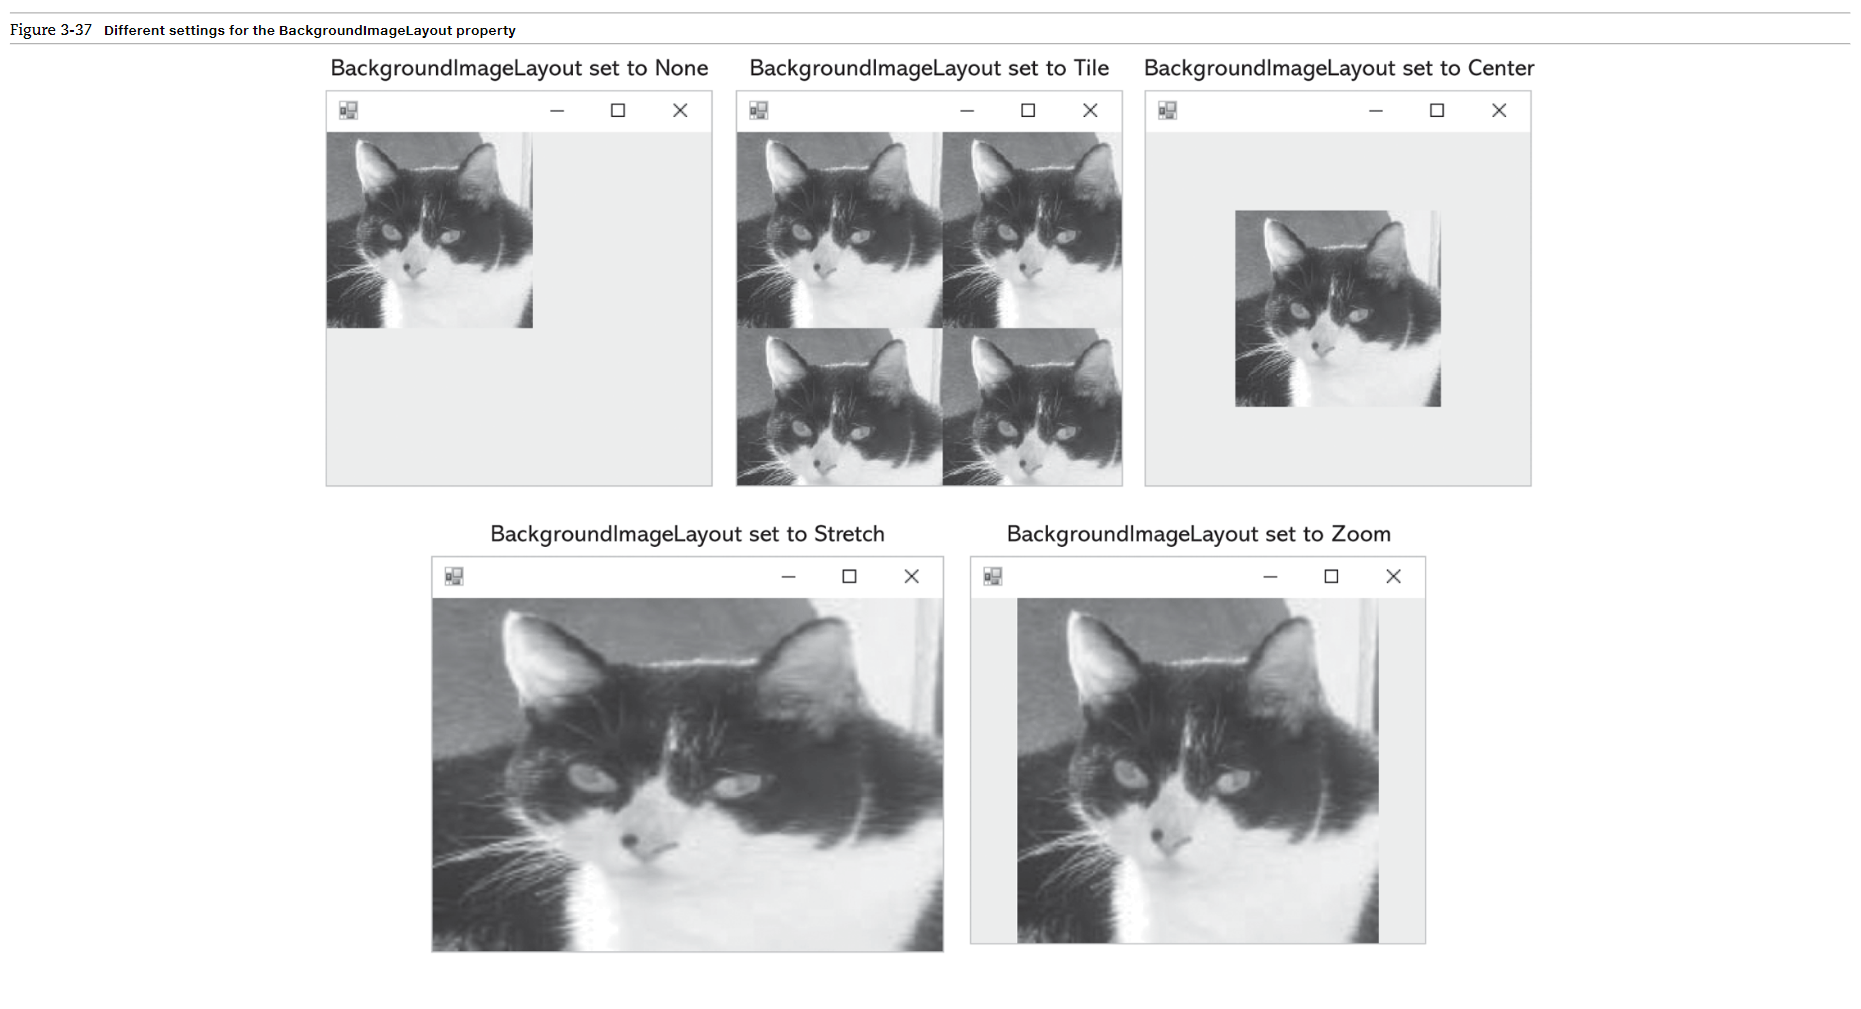 Figure 3-37 Different settings for the BackgroundImageLayout property
BackgroundImageLayout set to None
BackgroundImageLayout set to Tile
BackgroundImageLayout set to Center
BackgroundImageLayout set to Stretch
BackgroundImageLayout set to Zoom